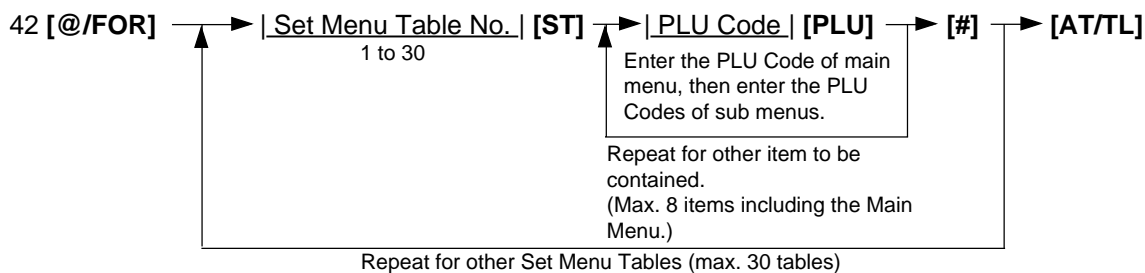 42 [@/FOR] | Set Menu Table No. | [ST] | PLU Code | [PLU] [#] [AT/TL]
1 to 30
Enter the PLU Code of main
menu, then enter the PLU
Codes of sub menus.
Repeat for other item to be
contained.
(Max. 8 items including the Main
Menu.)
Repeat for other Set Menu Tables (max. 30 tables)